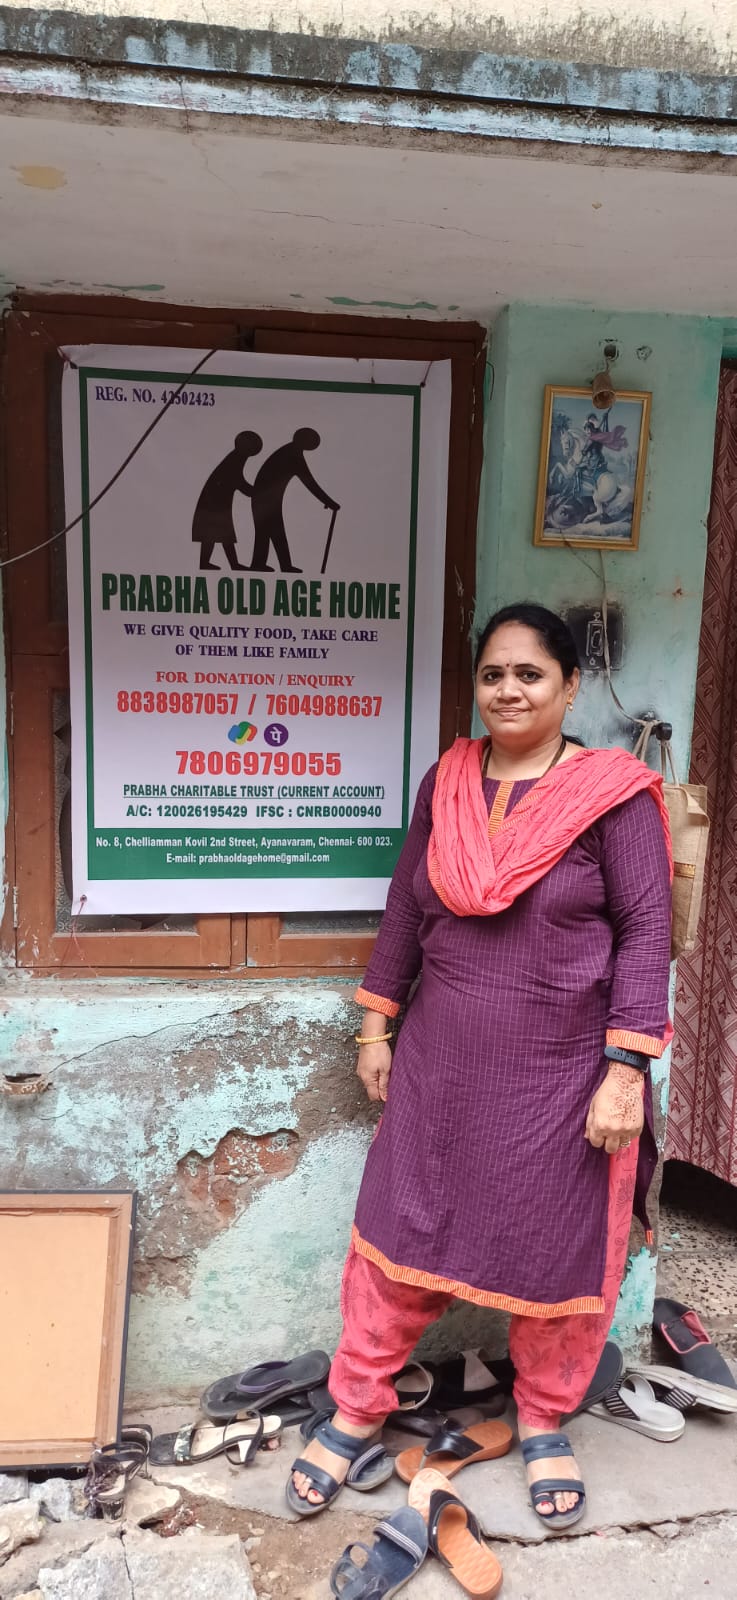 REG. NO. 42502423
PRABHA OLD AGE HOME
WE GIVE QUALITY FOOD, TAKE CARE
OF THEM LIKE FAMILY
FOR DONATION / ENQUIRY
8838987057 / 7604988637
पे
7806979055
PRABHA CHARITABLE TRUST (CURRENT ACCOUNT)
A/C: 120026195429 IFSC : CNRB0000940
No. 8, Chelliamman Kovil 2nd Street, Ayanavaram, Chennai- 600 023.
E-mail: prabhaoldagehome@gmail.com